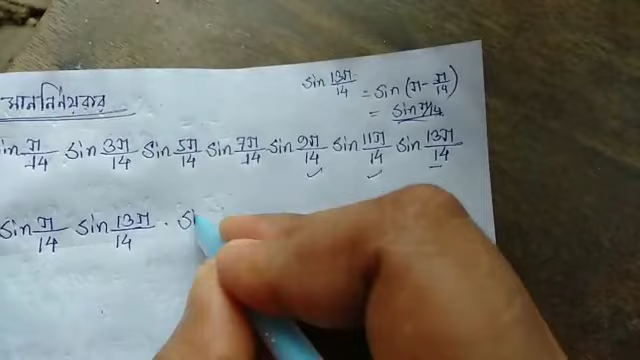 মান নির্ণয় কর
sin 13π/14 = sin (π - π/14)
= sin π/14
sin π/14 sin 3π/14 sin 5π/14 sin 7π/14 sin 9π/14 sin 11π/14 sin 13π/14
sin π/14 sin 13π/14 · s